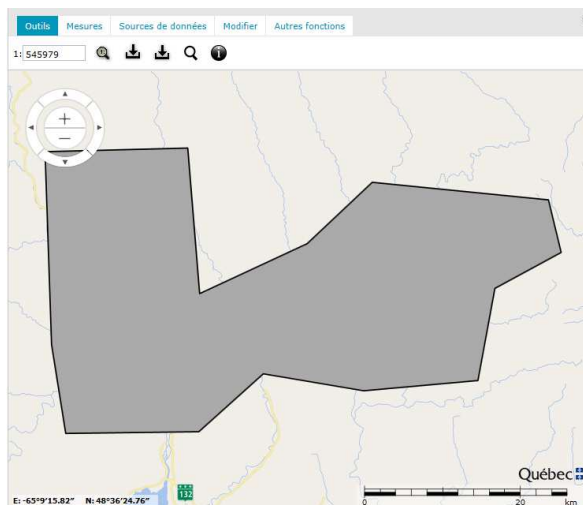 Outils Mesures Sources de données Modifier Autres fonctions
1: 545979
Québec
132
E: -65°9'15.82" N: 48°36'24.76"
0 20 km